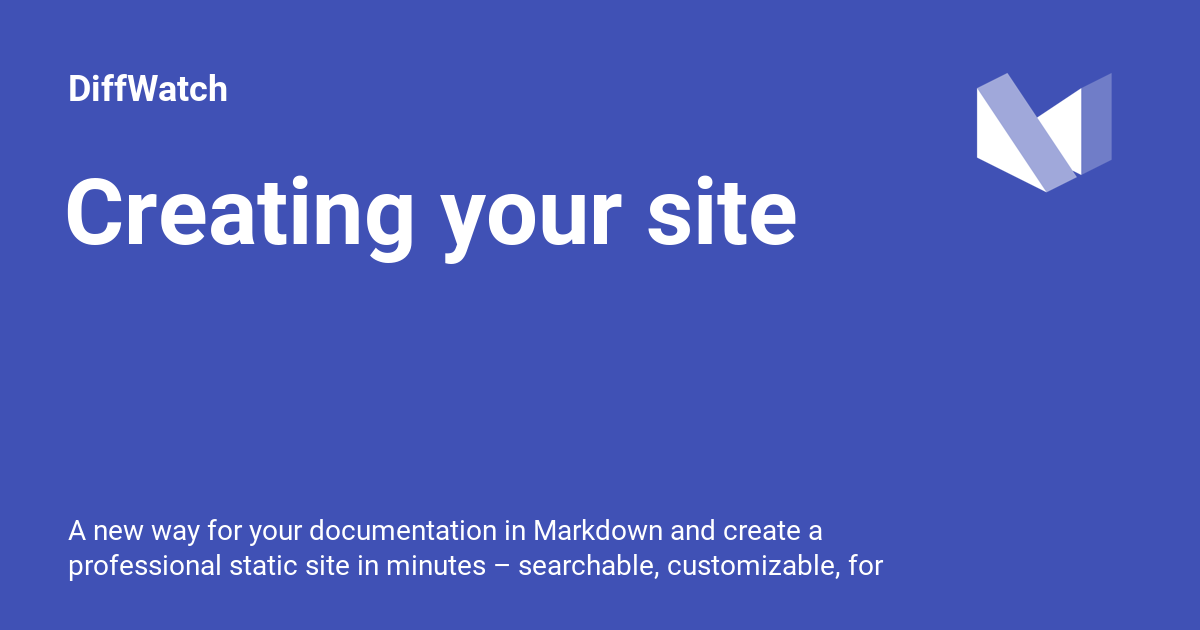 DiffWatch
Creating your site
A new way for your documentation in Markdown and create a
professional static site in minutes – searchable, customizable, for